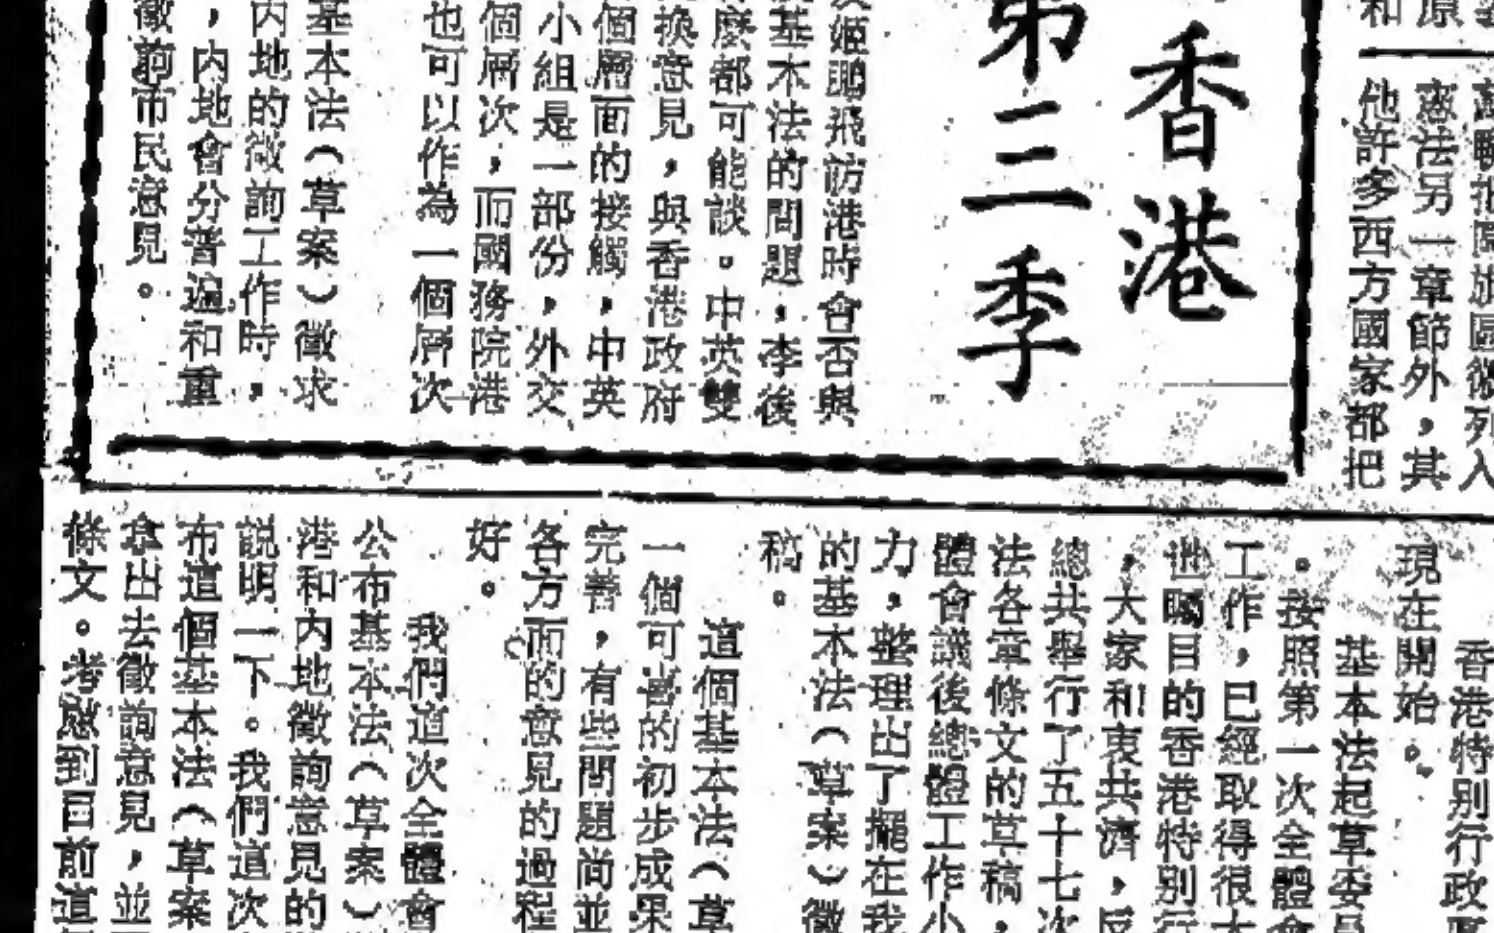 和
原
他許多西方國家都把
憲法另一章節外，其
列入
香港
第三季
姬鵬飛訪港時會否與
基本法的問題，李後
麼都可能談。中英雙
換意見，與香港政府
個層面的接觸，中英
小組是一部份，外交
個層次，而國務院港
也可以作為一個層次
基本法（草案）徵求
內地的徵詢工作時，
，內地會分普遍和重
徵詢市民意見。
香港特別行政
現在開始。
基本法起草委員
。按照第一次全體會
工作，已經取得很大
世矚目的香港特別行
，大家和衷共濟，反
總共舉行了五十七次
法各章條文的草稿，
體會議後總體工作小
力，整理出了擺在我
的基本法（草案）徵
稿。
這個基本法（草
一個可喜的初步成果
完善，有些問題尚並
各方面的意見的過程
好。
我們這次全體會
公布基本法（草案）
港和內地徵詢意見的
說明一下。我們這次
布這個基本法（草案
拿出去徵詢意見，並
條文。考慮到目前這